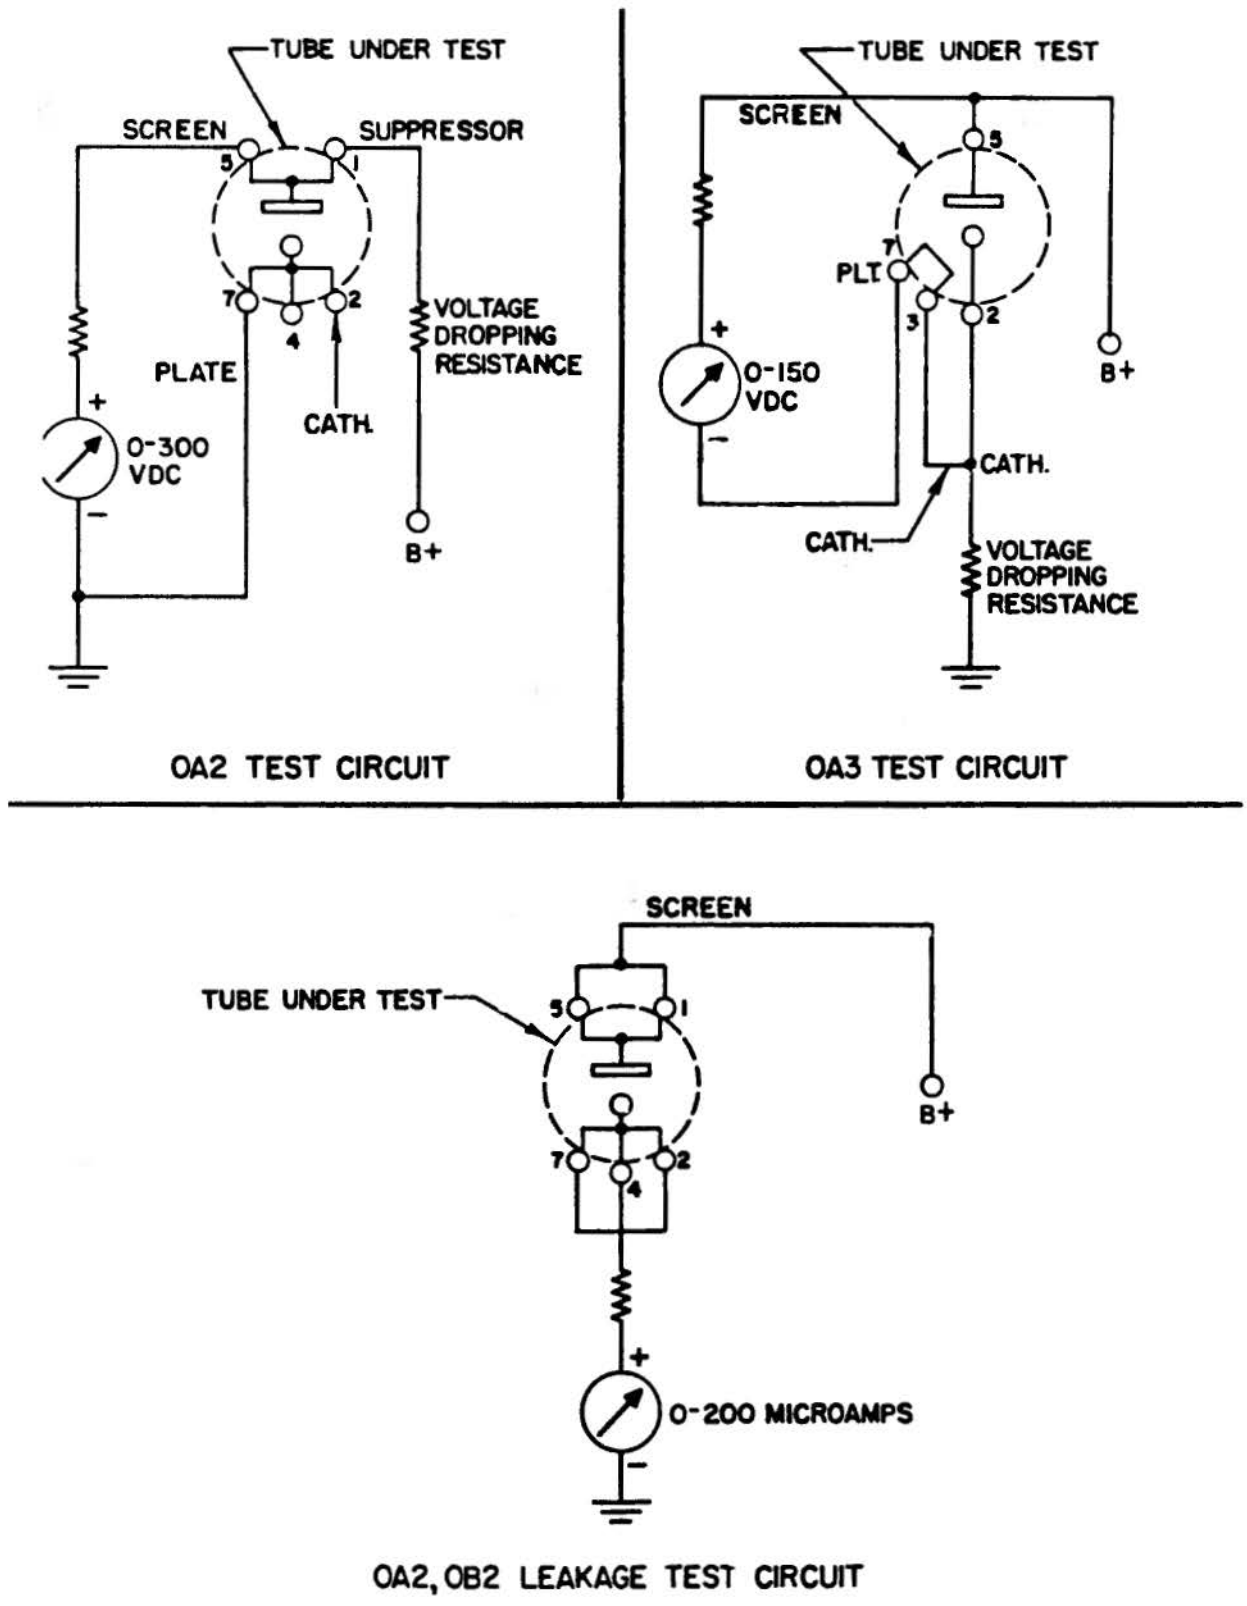 TUBE UNDER TEST
SCREEN
SUPPRESSOR
5
1
7
4
2
VOLTAGE
DROPPING
RESISTANCE
PLATE
CATH.
+
0-300
VDC
−
B+
OA2 TEST CIRCUIT
TUBE UNDER TEST
SCREEN
5
7
PLT.
3
2
+
0-150
VDC
−
B+
CATH.
CATH.
VOLTAGE
DROPPING
RESISTANCE
OA3 TEST CIRCUIT
SCREEN
TUBE UNDER TEST
5
1
B+
7
2
4
+
0-200 MICROAMPS
−
OA2, OB2 LEAKAGE TEST CIRCUIT